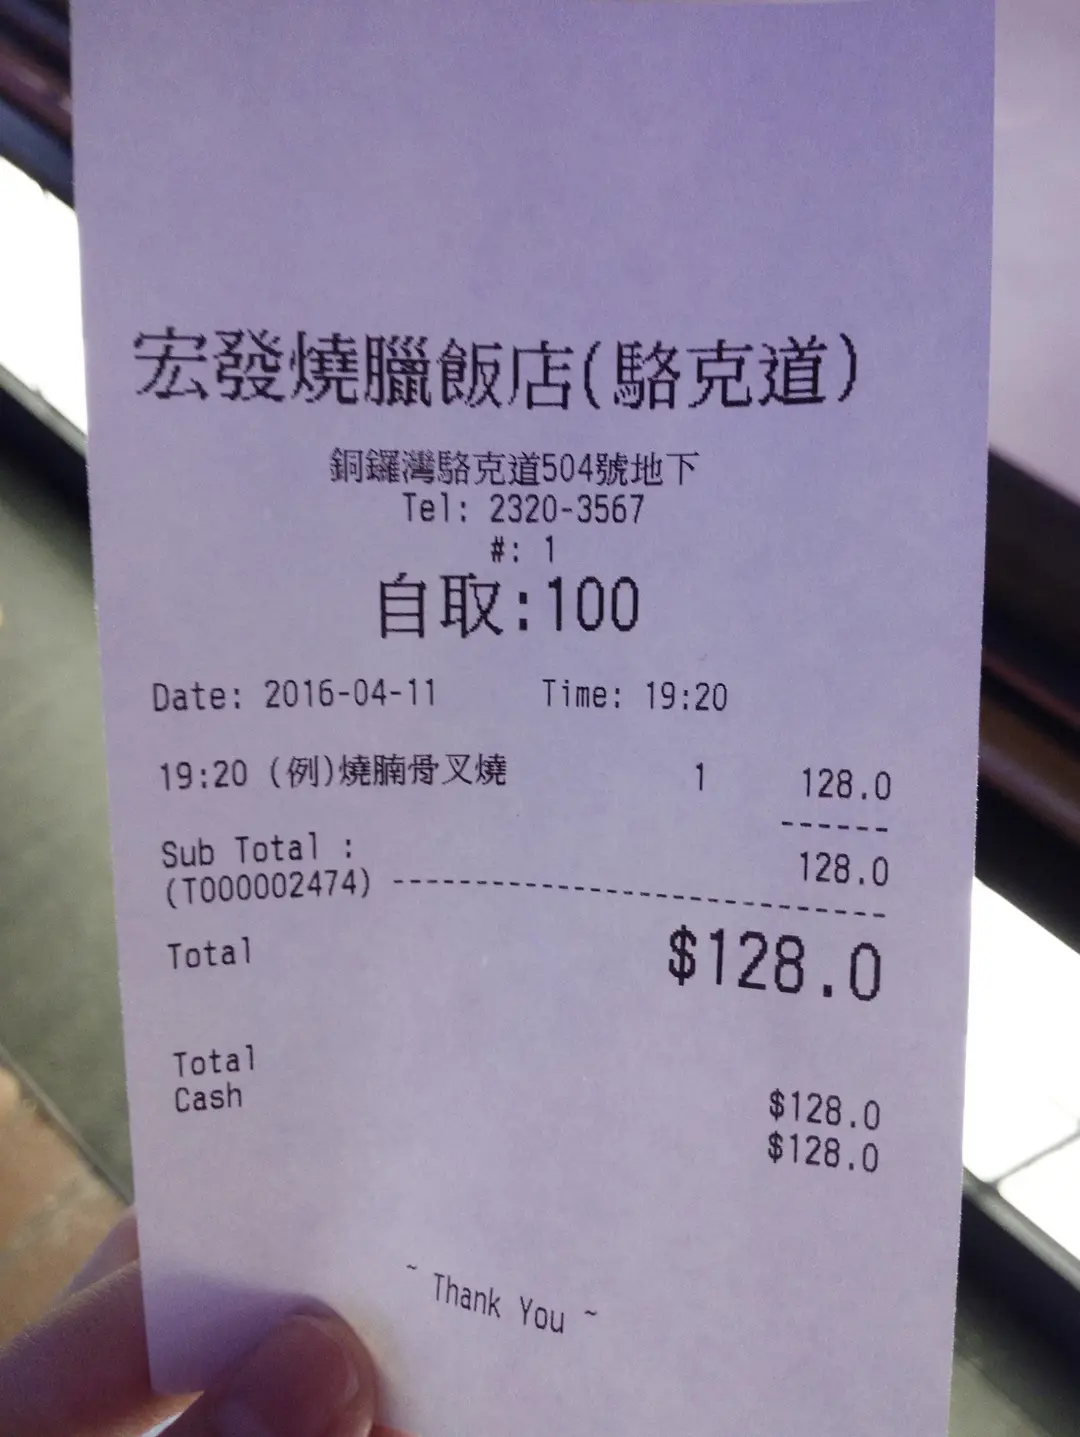 宏發燒臘飯店(駱克道)
銅鑼灣駱克道504號地下
Tel: 2320-3567
#: 1
自取:100
Date: 2016-04-11 Time: 19:20
19:20 (例)燒腩骨叉燒 1 128.0
------
Sub Total : 128.0
(T000002474) ------------------------------
Total $128.0
Total $128.0
Cash $128.0
~ Thank You ~